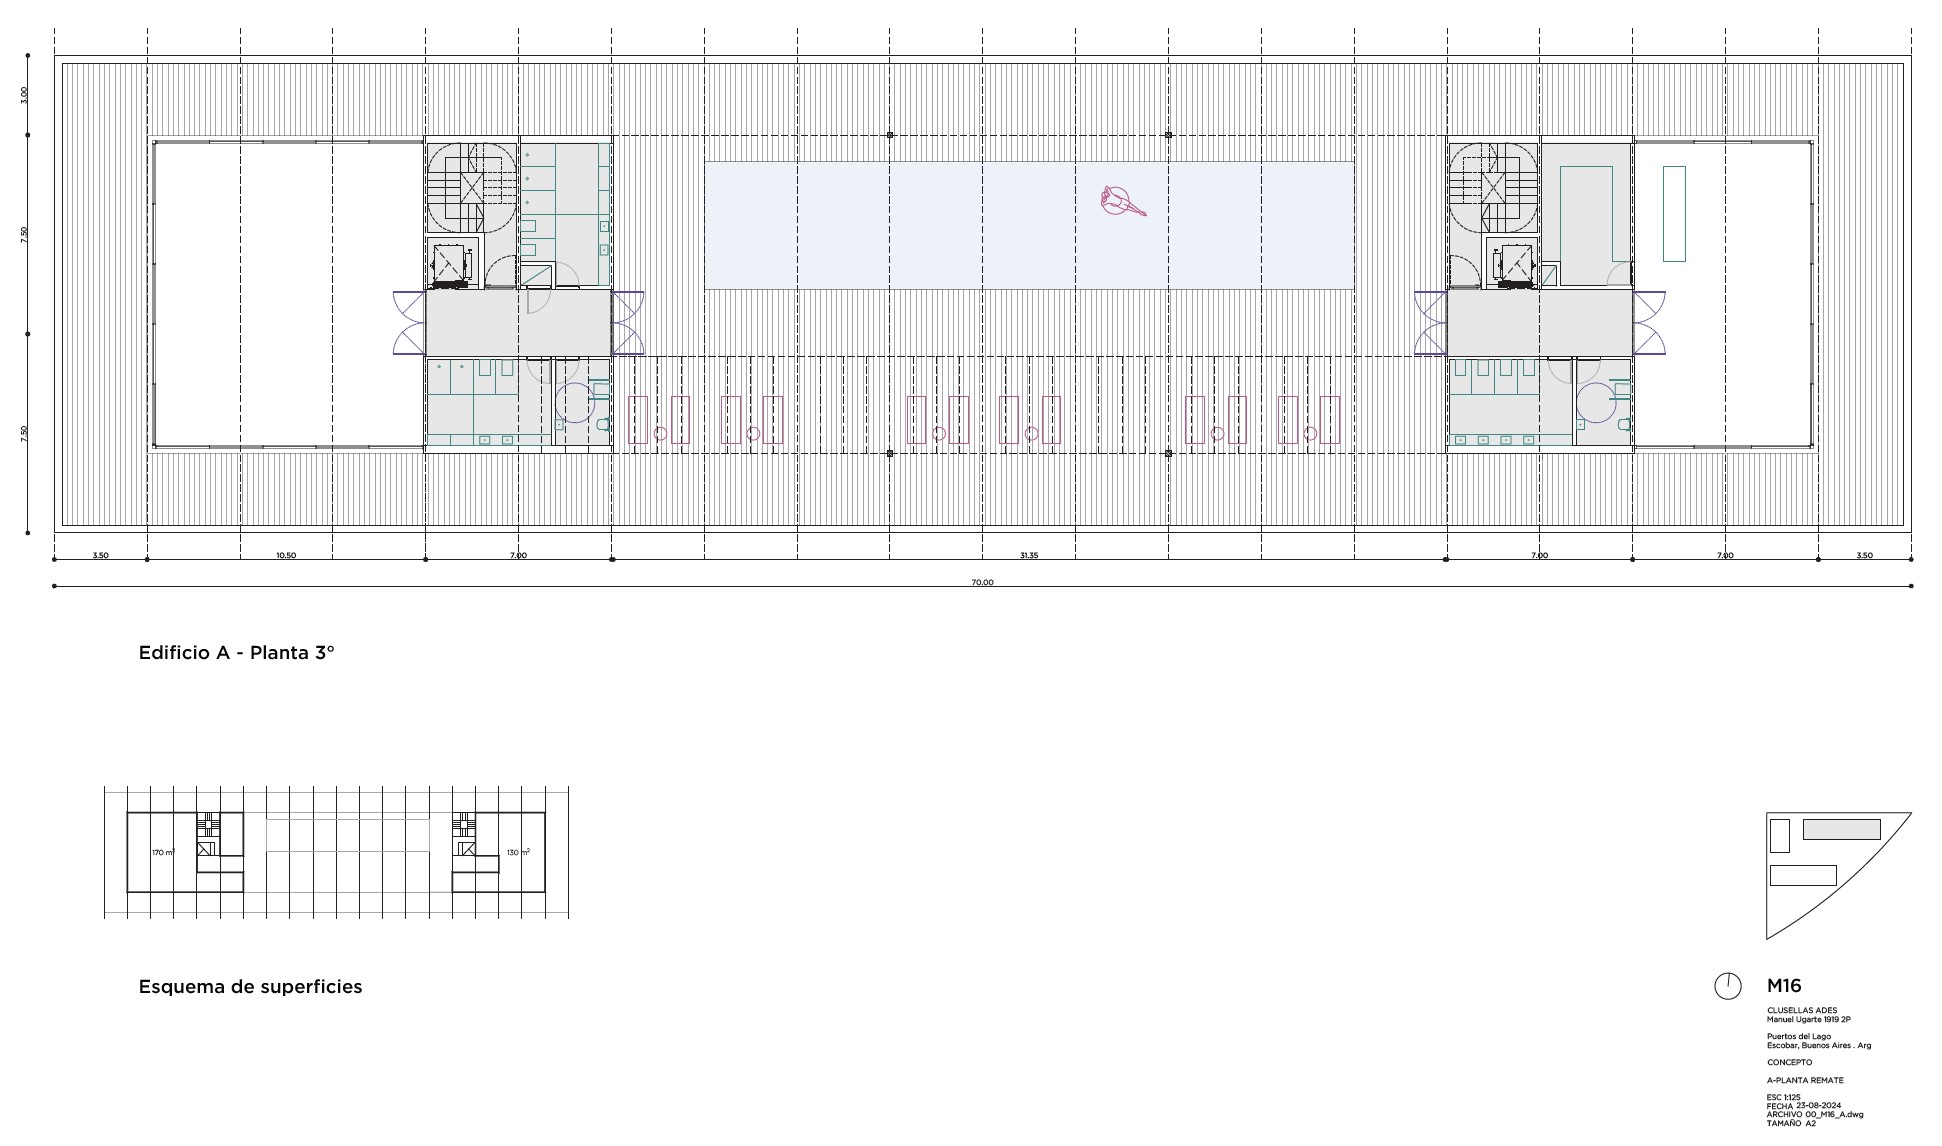 3.00
7.50
7.50
3.50
10.50
7.00
31.35
7.00
7.00
3.50
70.00
Edificio A - Planta 3°
170 m²
130 m²
Esquema de superficies
M16
CLUSELLAS ADES
Manuel Ugarte 1919 2P
Puertos del Lago
Escobar, Buenos Aires . Arg
CONCEPTO
A-PLANTA REMATE
ESC 1:125
FECHA 23-08-2024
ARCHIVO 00_M16_A.dwg
TAMAÑO A2